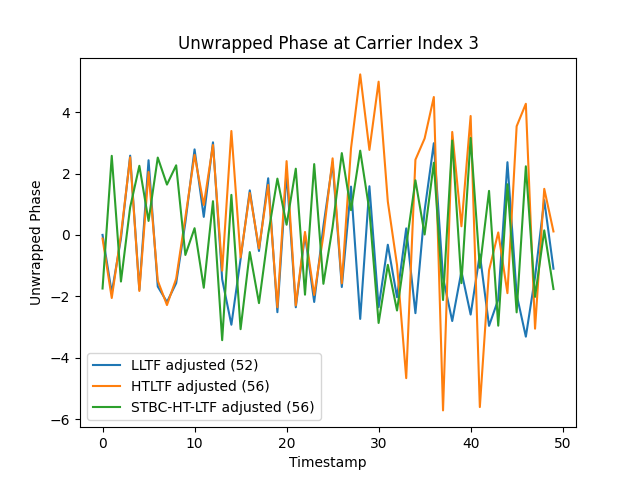 Unwrapped Phase at Carrier Index 3
Unwrapped Phase
4
2
0
−2
−4
−6
LLTF adjusted (52)
HTLTF adjusted (56)
STBC-HT-LTF adjusted (56)
0
10
20
30
40
50
Timestamp